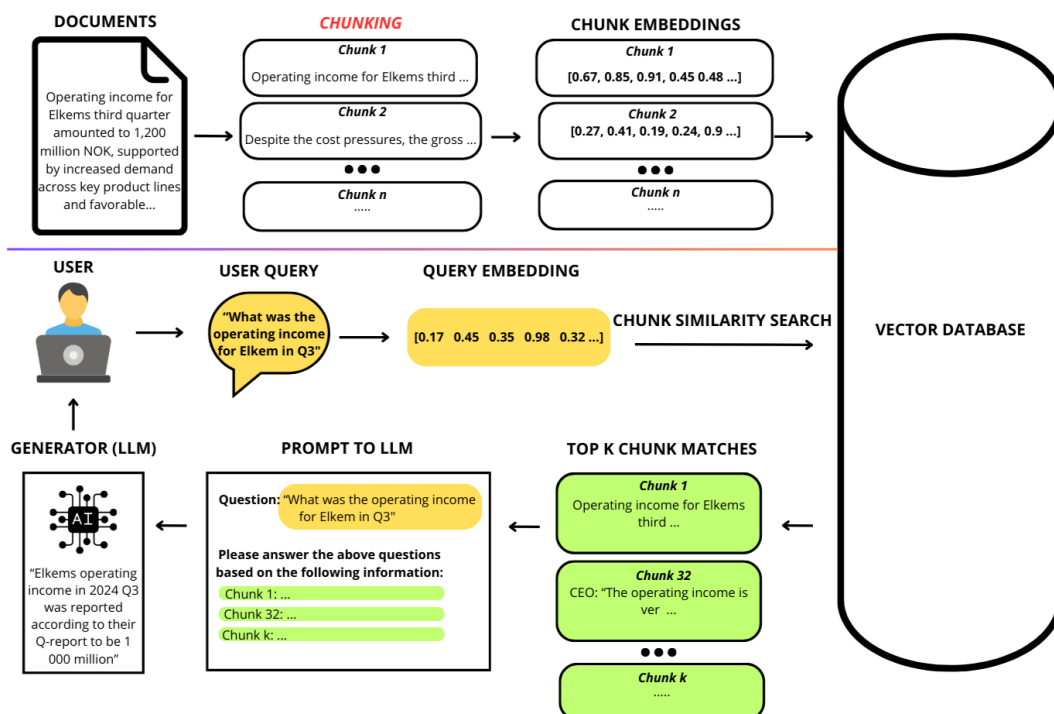 DOCUMENTS
Operating income for
Elkems third quarter
amounted to 1,200
million NOK, supported
by increased demand
across key product lines
and favorable...
CHUNKING
Chunk 1
Operating income for Elkems third ...
Chunk 2
Despite the cost pressures, the gross ...
Chunk n
.....
CHUNK EMBEDDINGS
Chunk 1
[0.67, 0.85, 0.91, 0.45 0.48 ...]
Chunk 2
[0.27, 0.41, 0.19, 0.24, 0.9 ...]
Chunk n
.....
VECTOR DATABASE
USER
USER QUERY
“What was the
operating income
for Elkem in Q3"
QUERY EMBEDDING
[0.17 0.45 0.35 0.98 0.32 ...]
CHUNK SIMILARITY SEARCH
TOP K CHUNK MATCHES
Chunk 1
Operating income for Elkems
third ...
Chunk 32
CEO: “The operating income is
ver ...
Chunk k
.....
PROMPT TO LLM
Question: “What was the operating income
for Elkem in Q3"
Please answer the above questions
based on the following information:
Chunk 1: ...
Chunk 32: ...
Chunk k: ...
GENERATOR (LLM)
AI
“Elkems operating
income in 2024 Q3
was reported
according to their
Q-report to be 1
000 million”